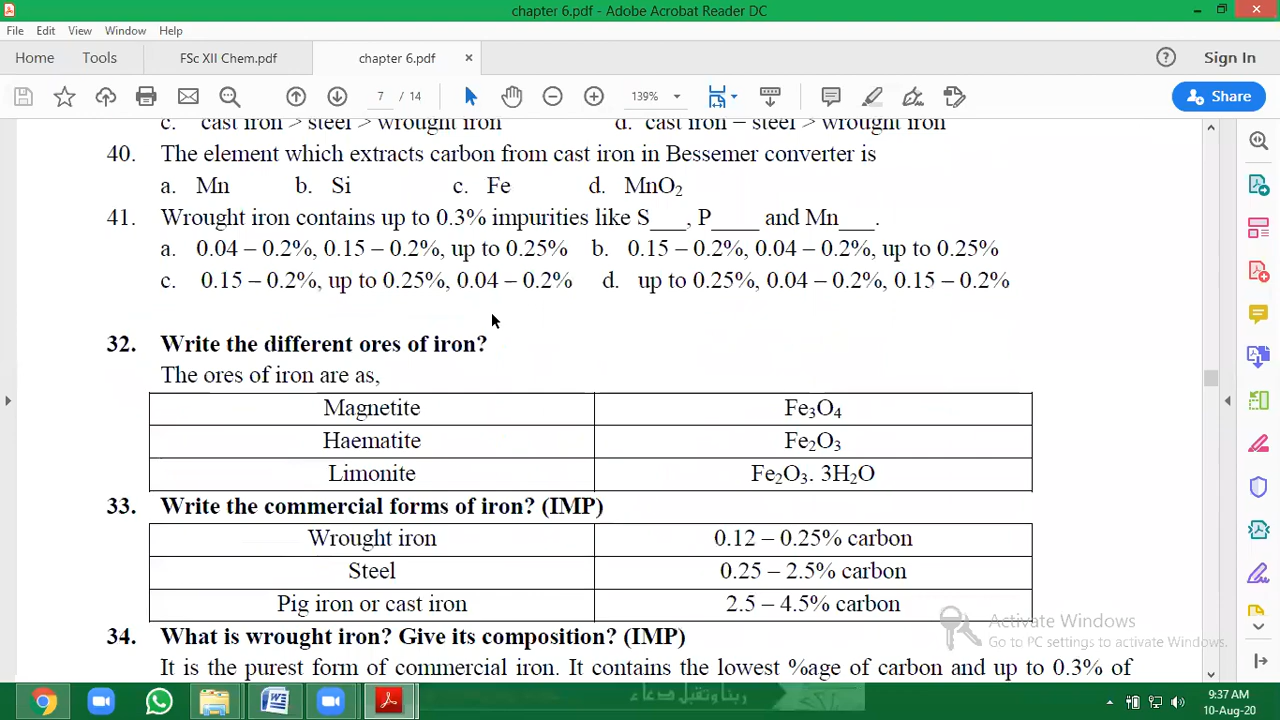 chapter 6.pdf - Adobe Acrobat Reader DC
File Edit View Window Help
Home Tools FSc XII Chem.pdf chapter 6.pdf × ? Sign In
7 / 14 139% Share
c. cast iron > steel > wrought iron d. cast iron – steel > wrought iron
40. The element which extracts carbon from cast iron in Bessemer converter is
a. Mn b. Si c. Fe d. MnO₂
41. Wrought iron contains up to 0.3% impurities like S___, P____ and Mn___.
a. 0.04 – 0.2%, 0.15 – 0.2%, up to 0.25% b. 0.15 – 0.2%, 0.04 – 0.2%, up to 0.25%
c. 0.15 – 0.2%, up to 0.25%, 0.04 – 0.2% d. up to 0.25%, 0.04 – 0.2%, 0.15 – 0.2%
32. Write the different ores of iron?
The ores of iron are as,
Magnetite Fe₃O₄
Haematite Fe₂O₃
Limonite Fe₂O₃. 3H₂O
33. Write the commercial forms of iron? (IMP)
Wrought iron 0.12 – 0.25% carbon
Steel 0.25 – 2.5% carbon
Pig iron or cast iron 2.5 – 4.5% carbon
Activate Windows
34. What is wrought iron? Give its composition? (IMP)
Go to PC settings to activate Windows.
It is the purest form of commercial iron. It contains the lowest %age of carbon and up to 0.3% of
ربنا وتقبل دعاء
9:37 AM
10-Aug-20